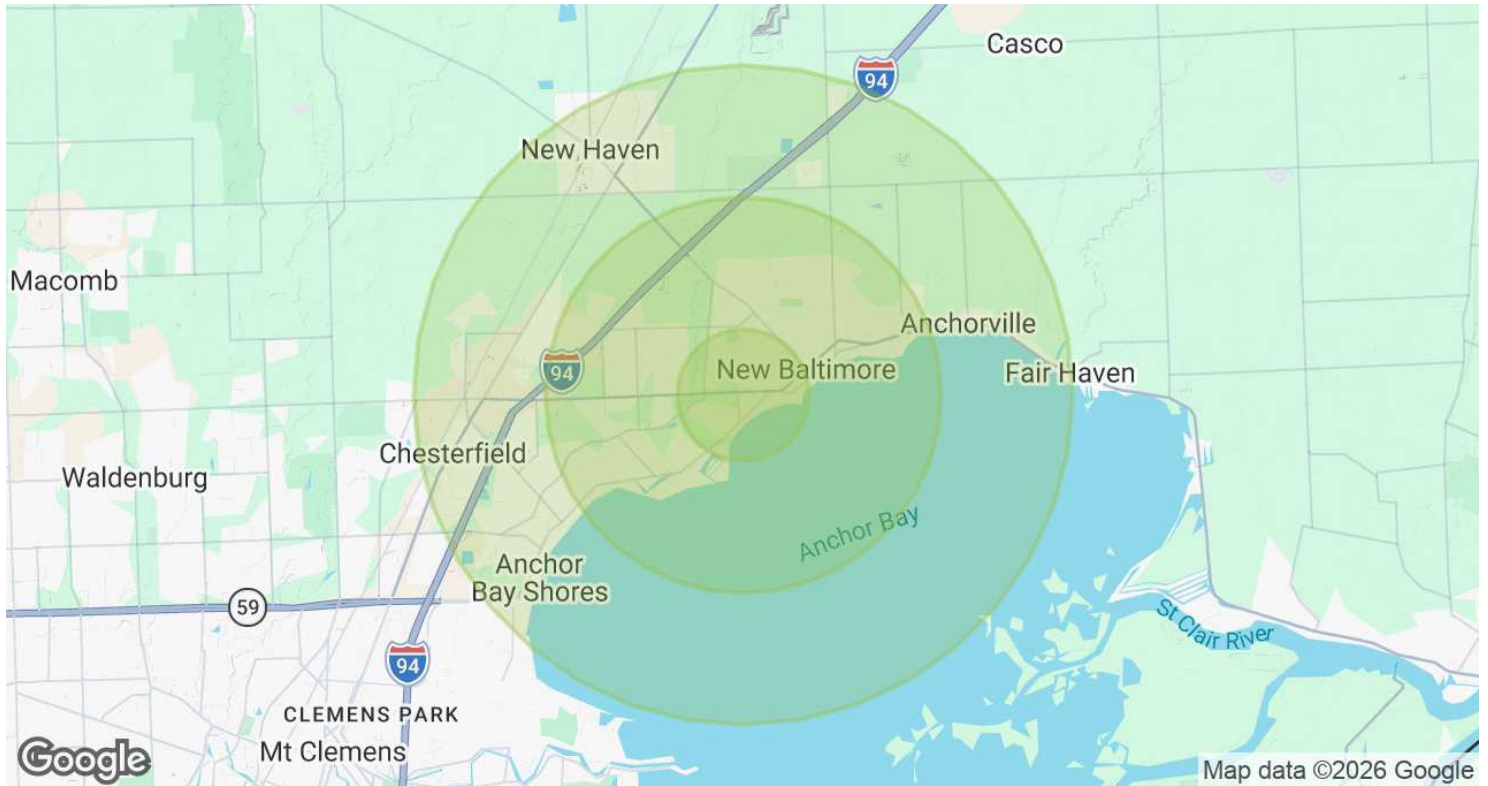 Casco
94
New Haven
Macomb
Anchorville
94
New Baltimore
Fair Haven
Chesterfield
Waldenburg
Anchor Bay
Anchor
Bay Shores
59
St Clair River
94
CLEMENS PARK
Mt Clemens
Google
Map data ©2026 Google